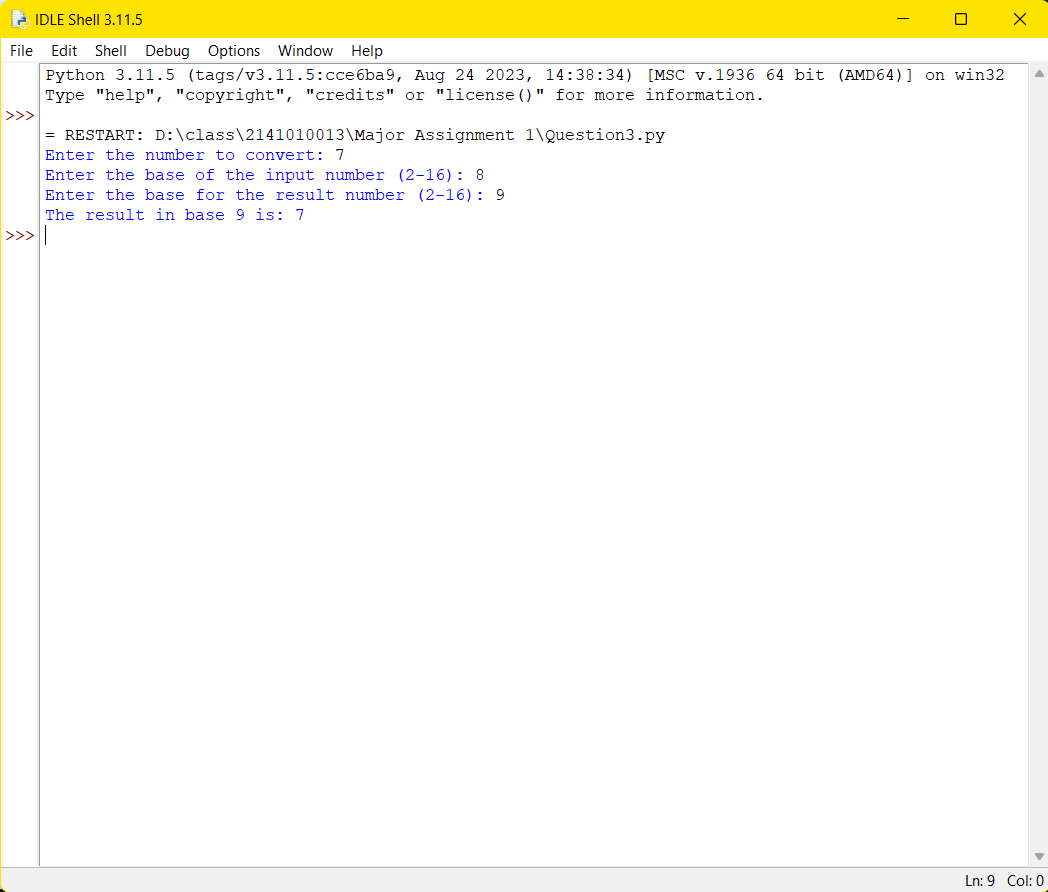 IDLE Shell 3.11.5
File Edit Shell Debug Options Window Help
Python 3.11.5 (tags/v3.11.5:cce6ba9, Aug 24 2023, 14:38:34) [MSC v.1936 64 bit (AMD64)] on win32
Type "help", "copyright", "credits" or "license()" for more information.
>>>
= RESTART: D:\class\2141010013\Major Assignment 1\Question3.py
Enter the number to convert: 7
Enter the base of the input number (2-16): 8
Enter the base for the result number (2-16): 9
The result in base 9 is: 7
>>>
Ln: 9 Col: 0